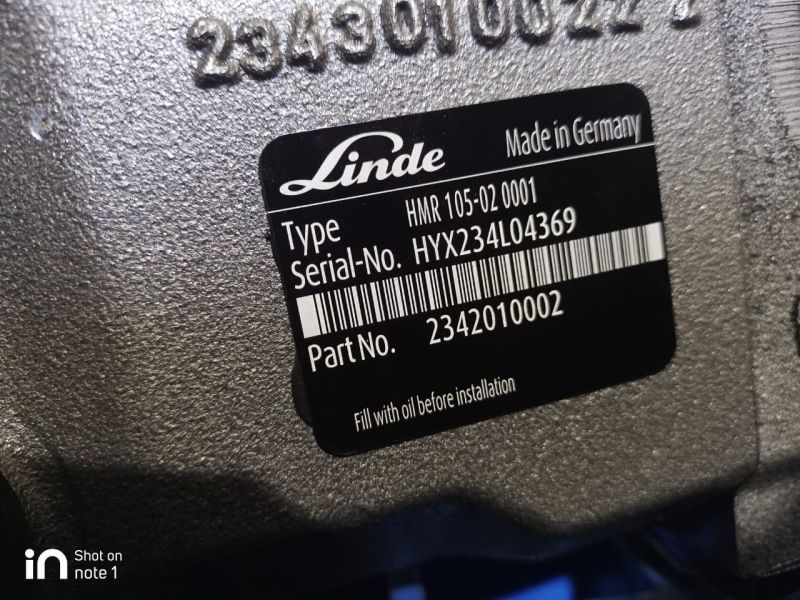 Linde
Made in Germany
Type HMR 105-02 0001
Serial-No. HYX234L04369
Part No. 2342010002
Fill with oil before installation
Shot on
note 1